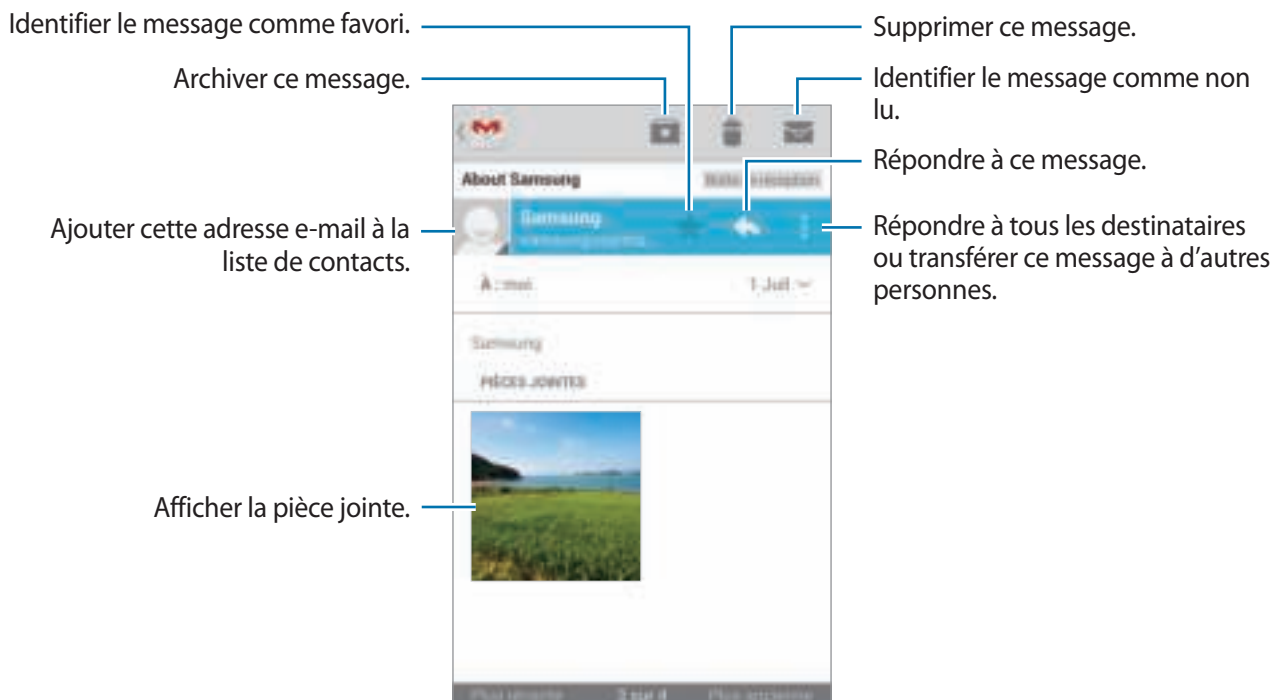 Identifier le message comme favori.
Archiver ce message.
Ajouter cette adresse e-mail à la
liste de contacts.
Afficher la pièce jointe.
Supprimer ce message.
Identifier le message comme non
lu.
Répondre à ce message.
Répondre à tous les destinataires
ou transférer ce message à d'autres
personnes.
About Samsung
Samsung
À : moi
1 Juil
Samsung
PIÈCES JOINTES